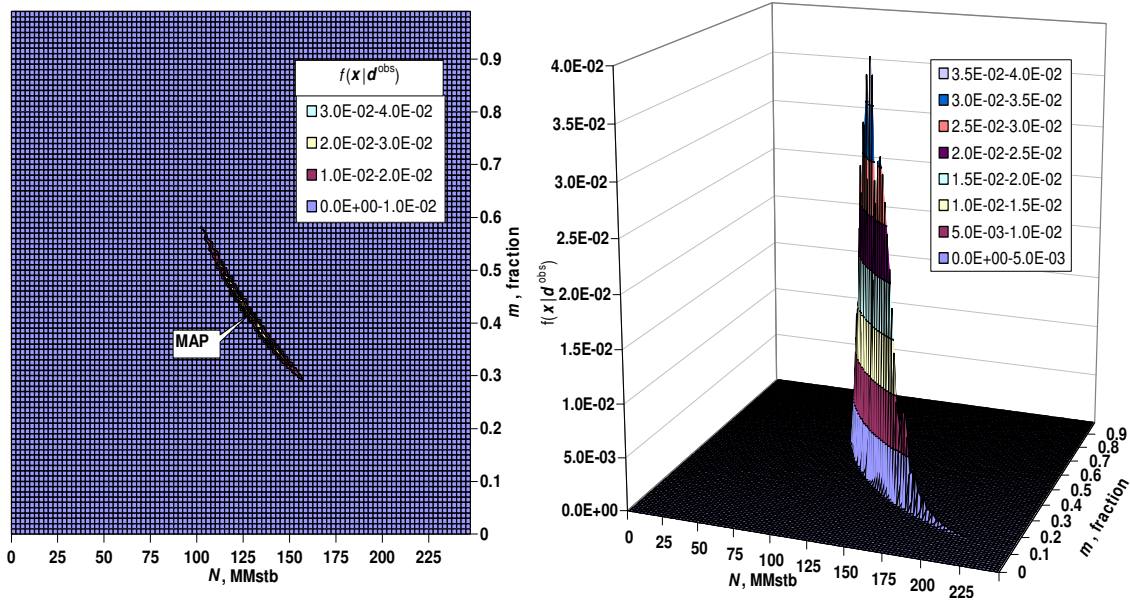 f(x|d^obs)
3.0E-02-4.0E-02
2.0E-02-3.0E-02
1.0E-02-2.0E-02
0.0E+00-1.0E-02
MAP
0.9
0.8
0.7
0.6
0.5
0.4
0.3
0.2
0.1
0
m, fraction
0 25 50 75 100 125 150 175 200 225
N, MMstb
4.0E-02
3.5E-02
3.0E-02
2.5E-02
2.0E-02
1.5E-02
1.0E-02
5.0E-03
0.0E+00
f(x|d^obs)
3.5E-02-4.0E-02
3.0E-02-3.5E-02
2.5E-02-3.0E-02
2.0E-02-2.5E-02
1.5E-02-2.0E-02
1.0E-02-1.5E-02
5.0E-03-1.0E-02
0.0E+00-5.0E-03
0 25 50 75 100 125 150 175 200 225
N, MMstb
0.9
0.8
0.7
0.6
0.5
0.4
0.3
0.2
0.1
0
m, fraction